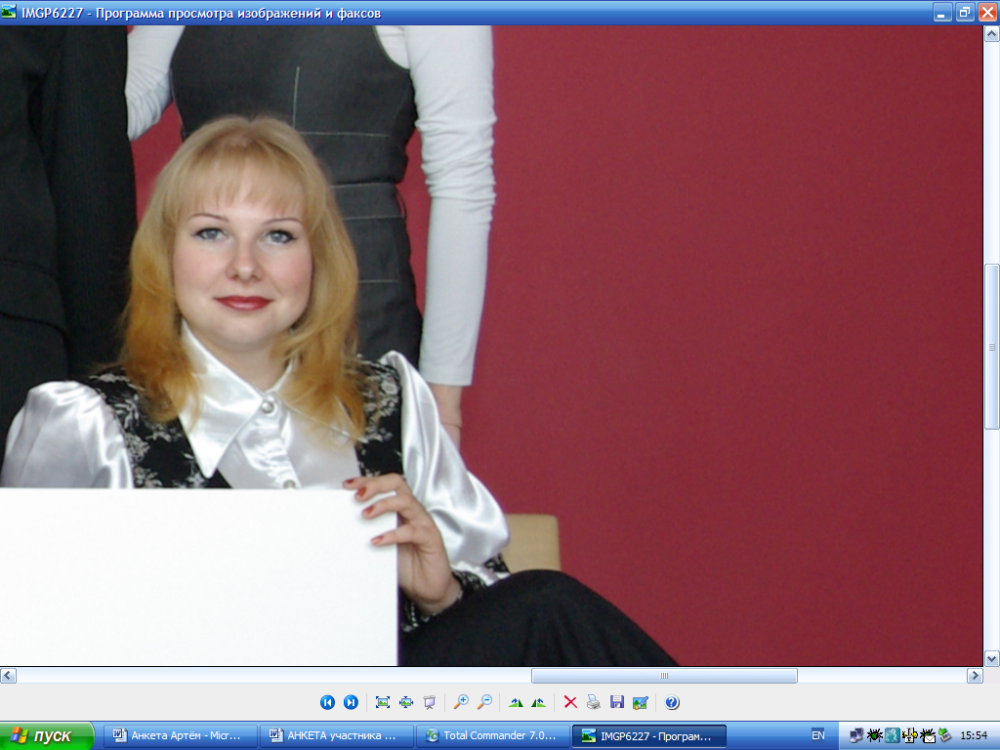 IMGP6227 - Программа просмотра изображений и факсов
пуск
Анкета Артём - Micr...
АНКЕТА участника ...
Total Commander 7.0...
IMGP6227 - Програм...
EN
15:54